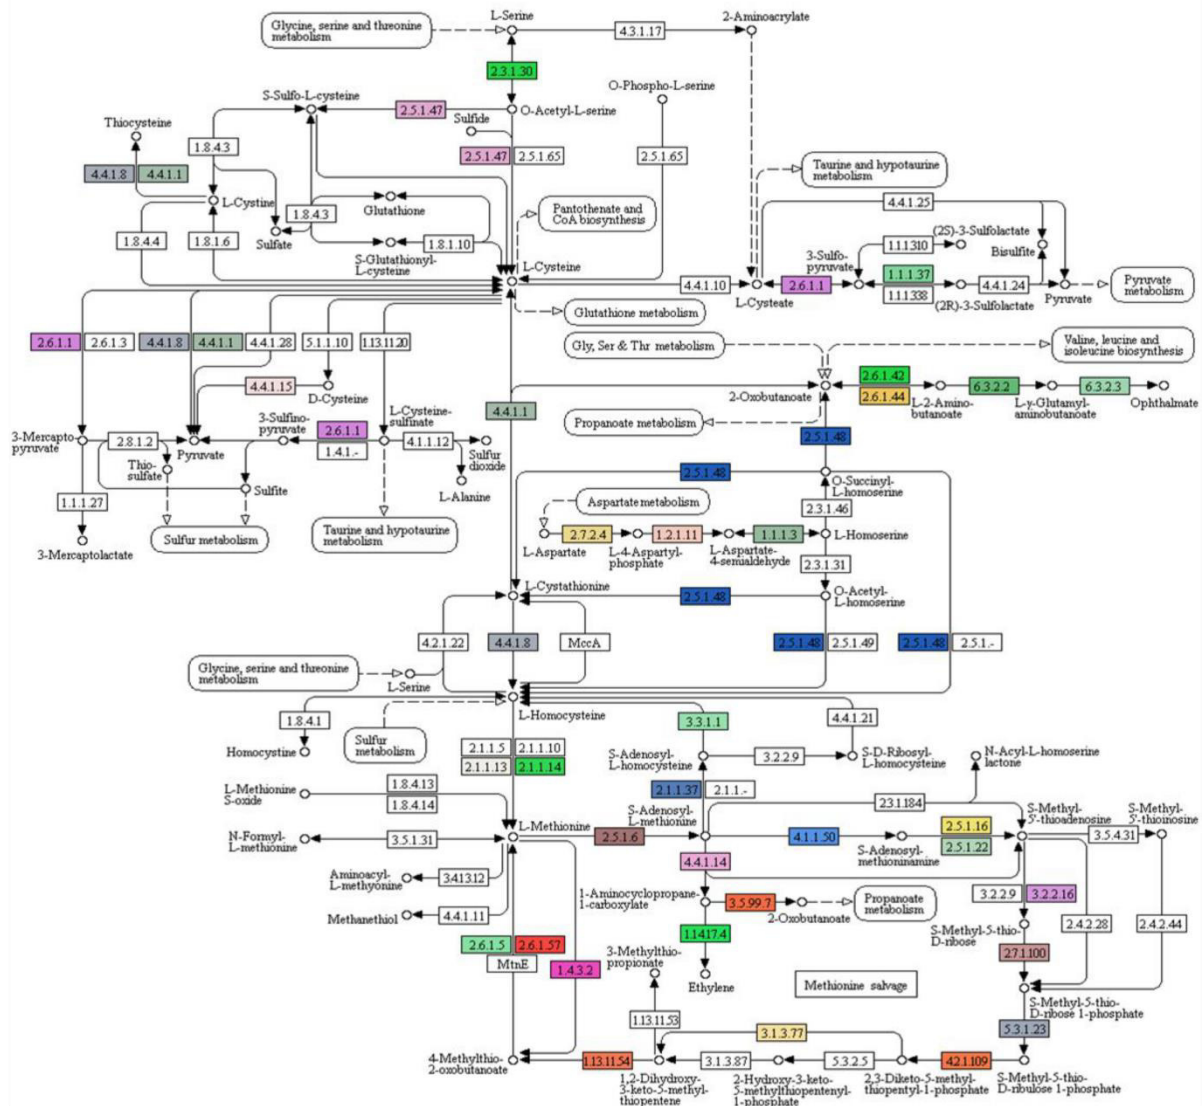 Glycine, serine and threonine
metabolism
L-Serine
4.3.1.17
2-Aminoacrylate
2.3.1.30
O-Phospho-L-serine
S-Sulfo-L-cysteine
2.5.1.47
O-Acetyl-L-serine
Thiocysteine
Sulfide
1.8.4.3
2.5.1.47
2.5.1.65
2.5.1.65
Taurine and hypotaurine
metabolism
4.4.1.8
4.4.1.1
L-Cystine
Glutathione
Pantothenate and
CoA biosynthesis
4.4.1.25
1.8.4.3
1.8.4.4
1.8.1.6
Sulfate
1.8.1.10
S-Glutathionyl-
L-cysteine
L-Cysteine
(2S)-3-Sulfolactate
1.1.1310
Bisulfite
3-Sulfo-
pyruvate
4.4.1.10
L-Cysteate
2.6.1.1
1.1.1.37
1.1.1338
4.4.1.24
(2R)-3-Sulfolactate
Pyruvate
Pyruvate
metabolism
Glutathione metabolism
2.6.1.1
2.6.1.3
4.4.1.8
4.4.1.1
4.4.1.28
5.1.1.10
1.13.11.20
Gly, Ser & Thr metabolism
Valine, leucine and
isoleucine biosynthesis
4.4.1.15
D-Cysteine
4.4.1.1
2-Oxobutanoate
2.6.1.42
2.6.1.44
L-2-Amino-
butanoate
6.3.2.2
L-γ-Glutamyl-
aminobutanoate
6.3.2.3
Ophthalmate
3-Mercapto
pyruvate
2.8.1.2
Pyruvate
3-Sulfino-
pyruvate
2.6.1.1
1.4.1.-
L-Cysteine-
sulfinate
4.1.1.12
Sulfur
dioxide
L-Alanine
Propanoate metabolism
2.5.1.48
Thio-
sulfate
Sulfite
1.1.1.27
2.5.1.48
O-Succinyl-
L-homoserine
2.3.1.46
3-Mercaptolactate
Sulfur metabolism
Taurine and hypotaurine
metabolism
Aspartate metabolism
L-Aspartate
2.7.2.4
L-4-Aspartyl-
phosphate
1.2.1.11
L-Aspartate-
4-semialdehyde
1.1.1.3
L-Homoserine
2.3.1.31
L-Cystathionine
2.5.1.48
O-Acetyl-
L-homoserine
4.2.1.22
4.4.1.8
MccA
2.5.1.48
2.5.1.49
2.5.1.48
2.5.1.-
Glycine, serine and threonine
metabolism
L-Serine
L-Homocysteine
1.8.4.1
Homocystine
Sulfur
metabolism
3.3.1.1
4.4.1.21
2.1.1.5
2.1.1.10
2.1.1.13
2.1.1.14
S-Adenosyl-
L-homocysteine
3.2.2.9
S-D-Ribosyl-
L-homocysteine
N-Acyl-L-homoserine
lactone
L-Methionine
S-oxide
1.8.4.13
1.8.4.14
2.1.1.37
2.1.1.-
2.3.1.184
S-Adenosyl-
L-methionine
S-Methyl-
5'-thioadenosine
S-Methyl-
5'-thioinosine
N-Formyl-
L-methionine
3.5.1.31
L-Methionine
2.5.1.6
4.1.1.50
S-Adenosyl-
methioninamine
2.5.1.16
2.5.1.22
3.5.4.31
Aminoacyl-
L-methyonine
3.4.13.12
4.4.1.14
Methanethiol
4.4.1.11
1-Aminocyclopropane-
1-carboxylate
3.5.99.7
2-Oxobutanoate
Propanoate
metabolism
3.2.2.9
3.2.2.16
2.4.2.28
2.4.2.44
S-Methyl-5-thio-
D-ribose
2.6.1.5
2.6.1.57
MtnE
1.4.3.2
1.14.17.4
3-Methylthio-
propionate
Ethylene
2.7.1.100
Methionine salvage
S-Methyl-5-thio-
D-ribose 1-phosphate
1.13.11.53
3.1.3.77
5.3.1.23
4-Methylthio-
2-oxobutanoate
1.13.11.54
1,2-Dihydroxy-
3-keto-5-methyl-
thiopentene
3.1.3.87
2-Hydroxy-3-keto-
5-methylthiopentenyl-
1-phosphate
5.3.2.5
2,3-Diketo-5-methyl-
thiopentyl-1-phosphate
4.2.1.109
S-Methyl-5-thio-
D-ribulose 1-phosphate